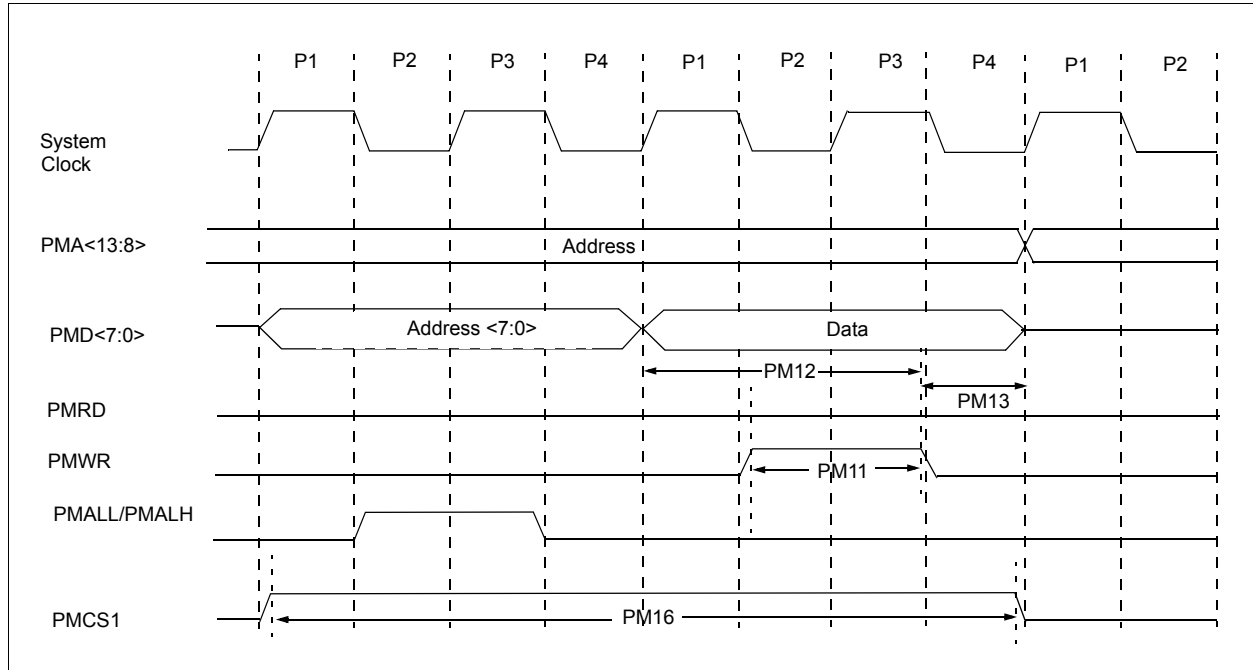 P1 P2 P3 P4 P1 P2 P3 P4 P1 P2
System
Clock
PMA<13:8>
Address
PMD<7:0>
Address <7:0>
Data
PM12
PM13
PMRD
PMWR
PM11
PMALL/PMALH
PMCS1
PM16